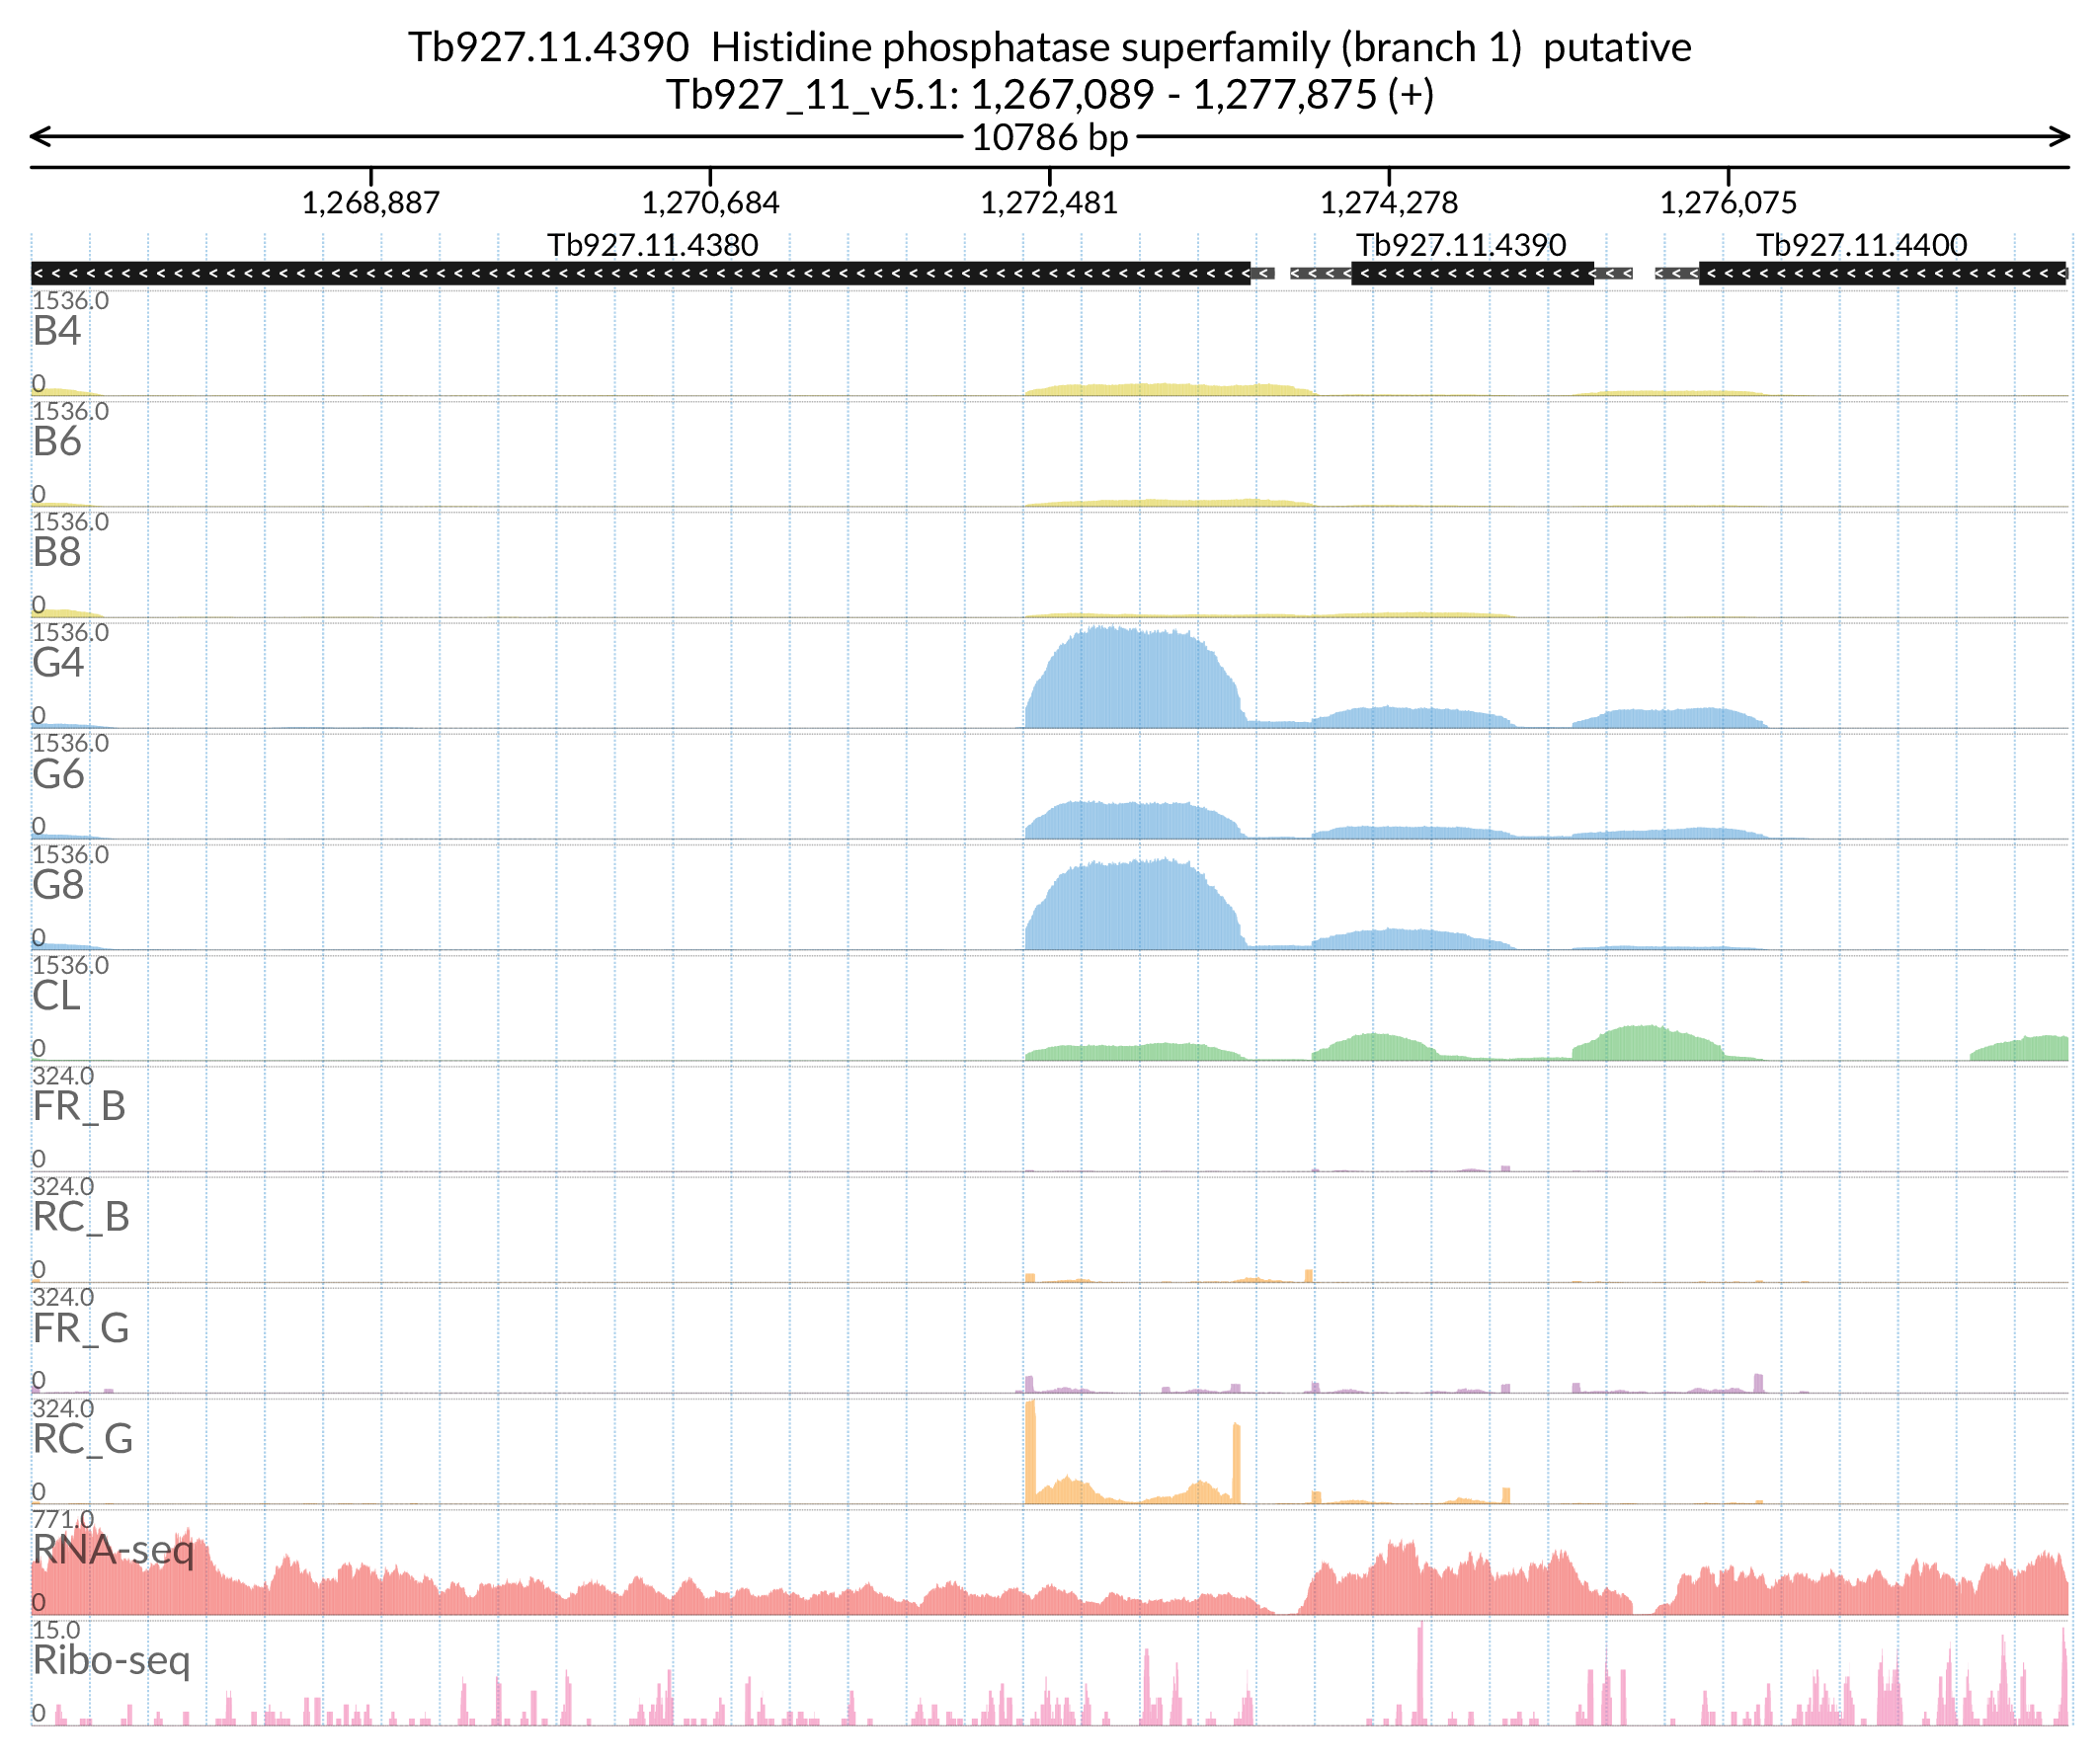 Tb927.11.4390  Histidine phosphatase superfamily (branch 1)  putative
Tb927_11_v5.1: 1,267,089 - 1,277,875 (+)
10786 bp
1,268,887 1,270,684 1,272,481 1,274,278 1,276,075
Tb927.11.4380 Tb927.11.4390 Tb927.11.4400
1536.0
B4
0
1536.0
B6
0
1536.0
B8
0
1536.0
G4
0
1536.0
G6
0
1536.0
G8
0
1536.0
CL
0
324.0
FR_B
0
324.0
RC_B
0
324.0
FR_G
0
324.0
RC_G
0
771.0
RNA-seq
0
15.0
Ribo-seq
0